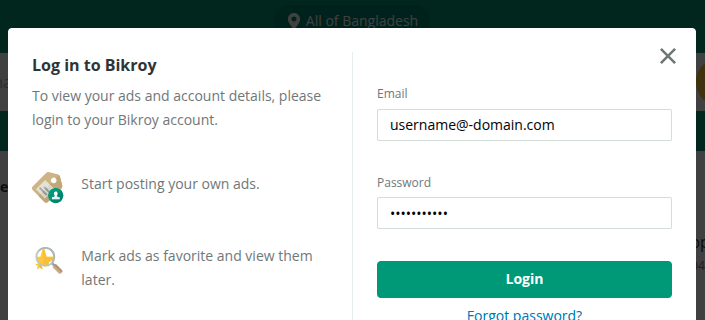 All of Bangladesh
Log in to Bikroy
To view your ads and account details, please
login to your Bikroy account.
Start posting your own ads.
Mark ads as favorite and view them
later.
Email
username@-domain.com
Password
•••••••••••
Login
Forgot password?